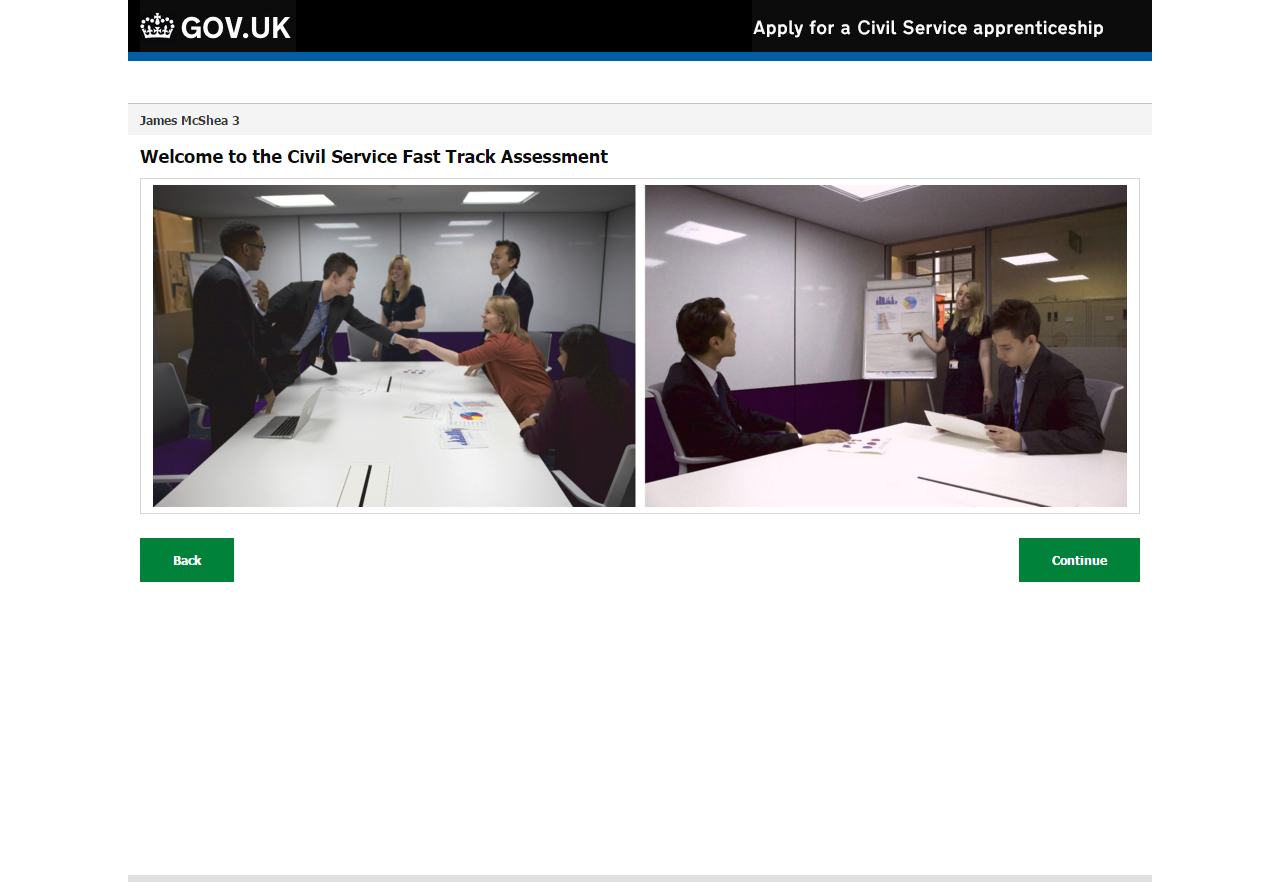 GOV.UK
Apply for a Civil Service apprenticeship
James McShea 3
Welcome to the Civil Service Fast Track Assessment
Back
Continue